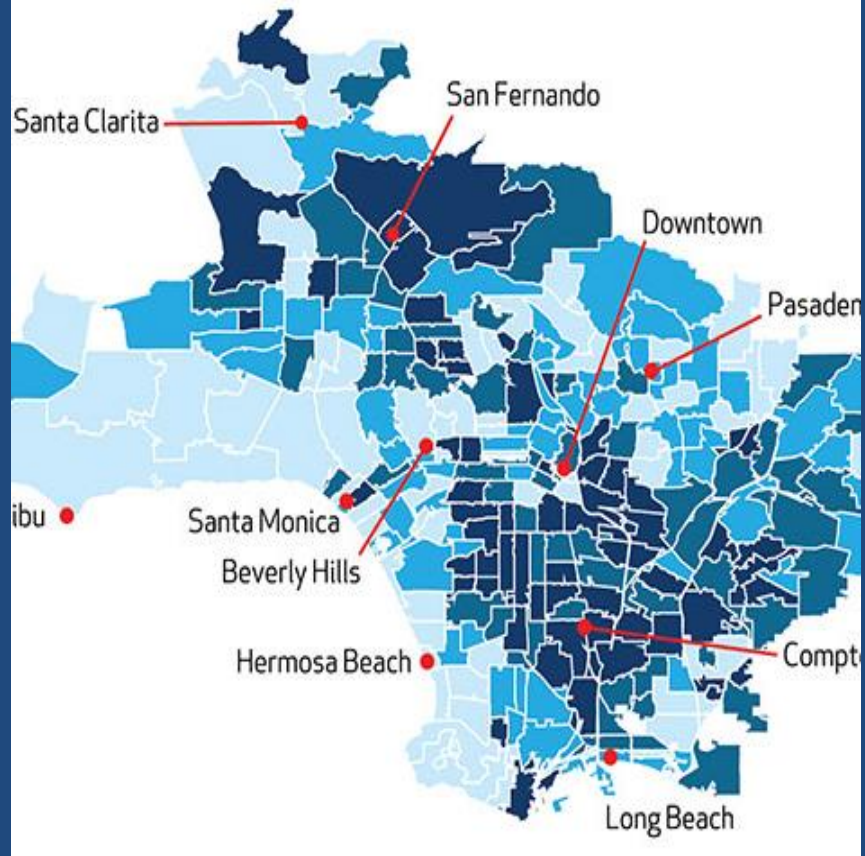 San Fernando
Santa Clarita
Downtown
Pasaden
ibu
Santa Monica
Beverly Hills
Hermosa Beach
Compt
Long Beach